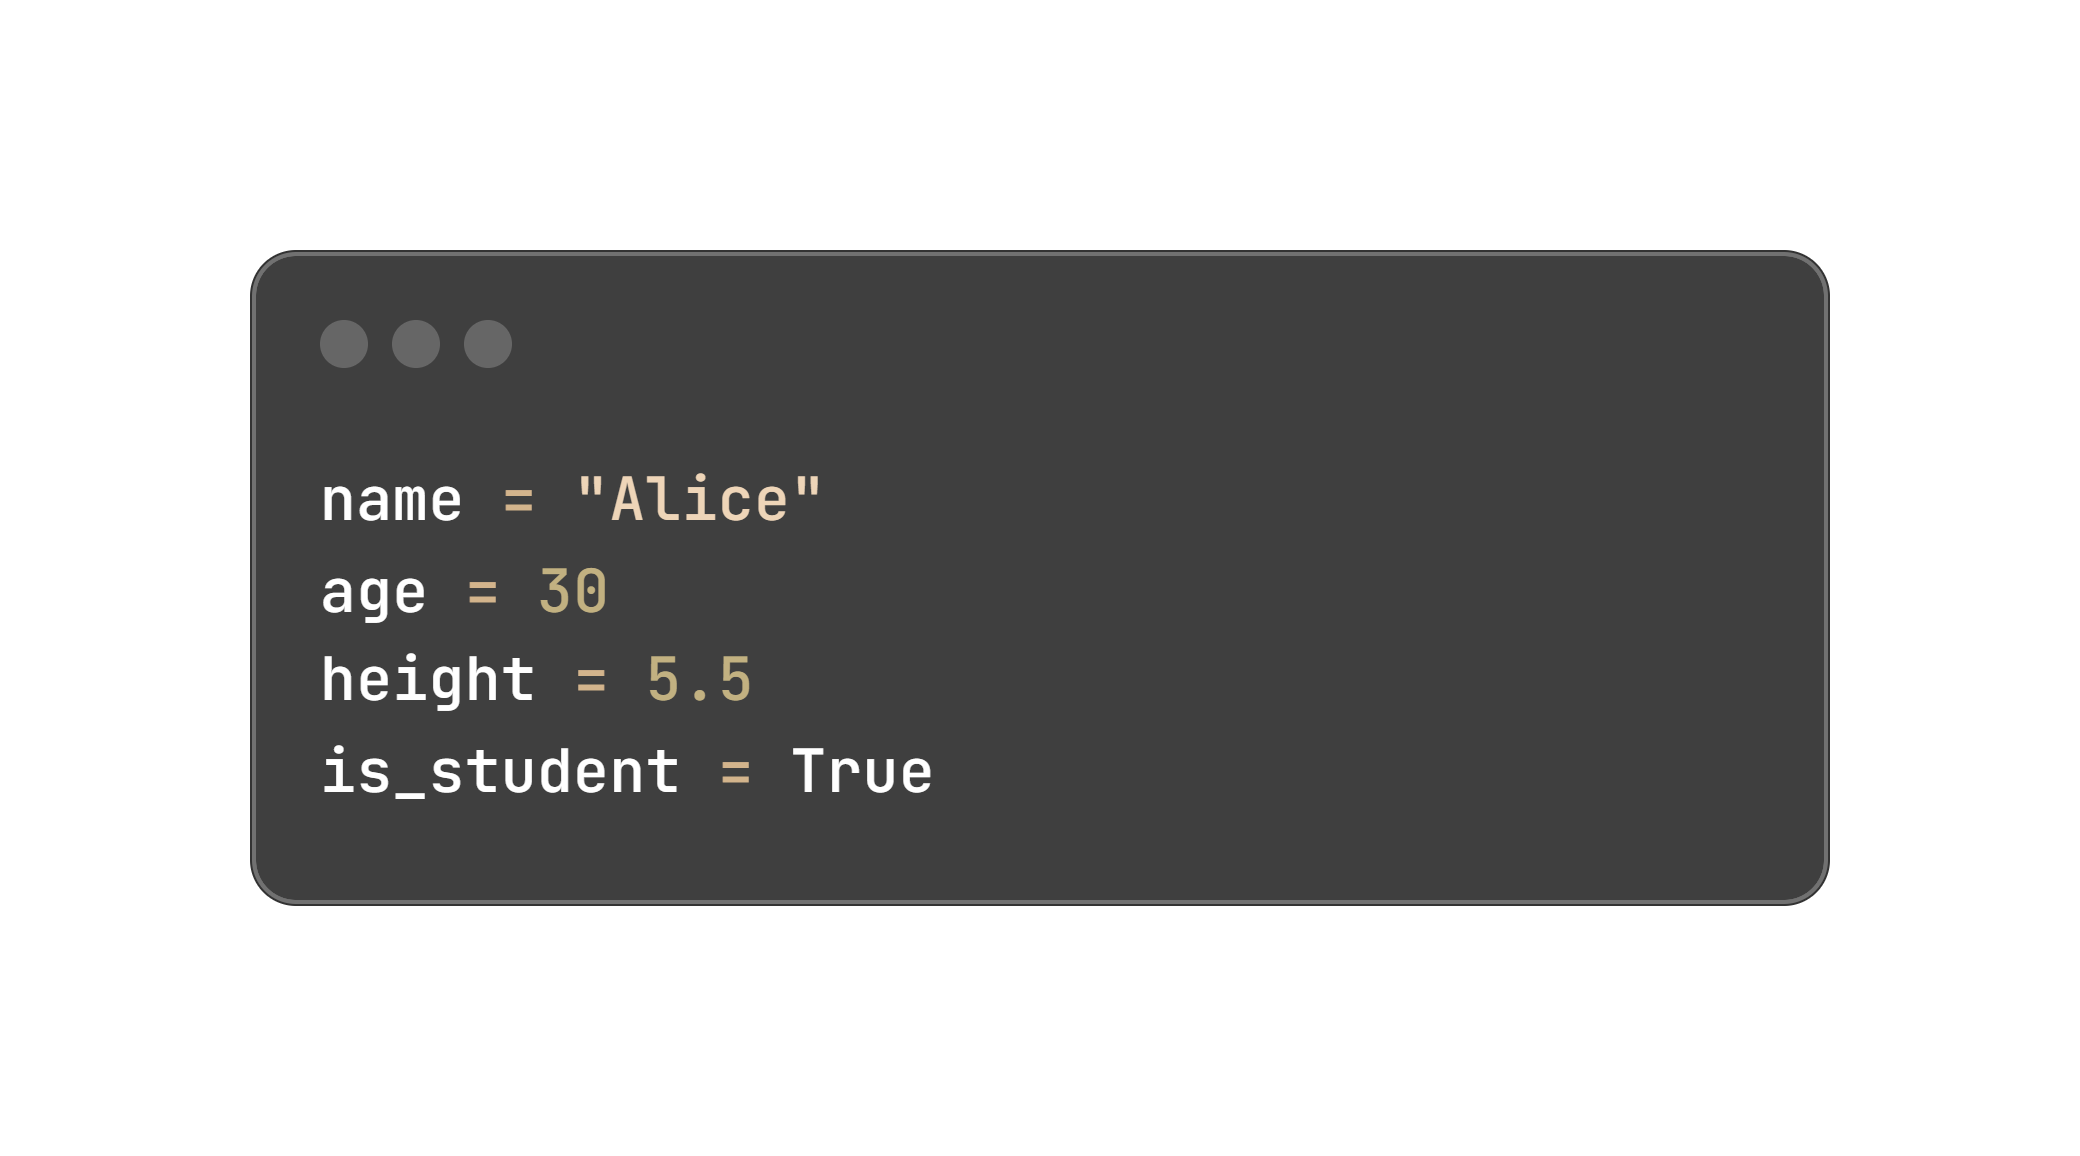 name = "Alice"
age = 30
height = 5.5
is_student = True